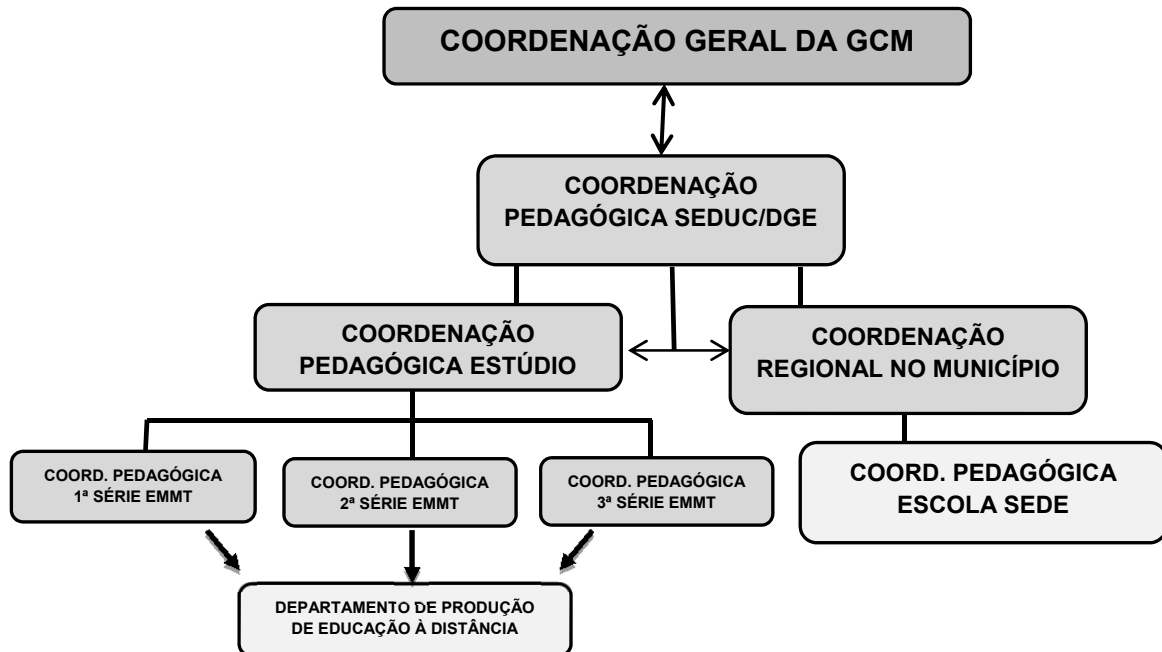 COORDENAÇÃO GERAL DA GCM
COORDENAÇÃO
PEDAGÓGICA SEDUC/DGE
COORDENAÇÃO
PEDAGÓGICA ESTÚDIO
COORDENAÇÃO
REGIONAL NO MUNICÍPIO
COORD. PEDAGÓGICA
1ª SÉRIE EMMT
COORD. PEDAGÓGICA
2ª SÉRIE EMMT
COORD. PEDAGÓGICA
3ª SÉRIE EMMT
COORD. PEDAGÓGICA
ESCOLA SEDE
DEPARTAMENTO DE PRODUÇÃO
DE EDUCAÇÃO À DISTÂNCIA